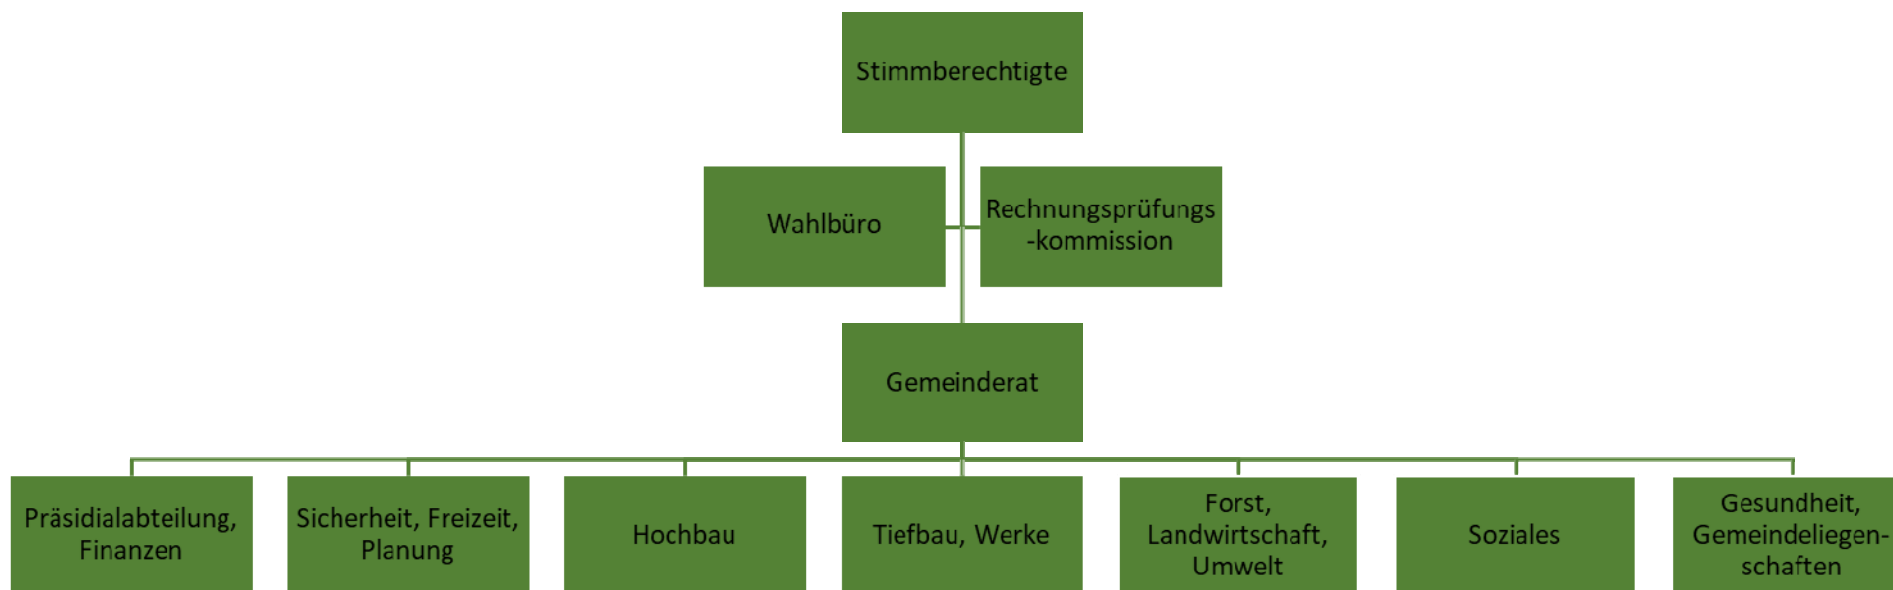 Stimmberechtigte
Wahlbüro
Rechnungsprüfungs
-kommission
Gemeinderat
Präsidialabteilung,
Finanzen
Sicherheit, Freizeit,
Planung
Hochbau
Tiefbau, Werke
Forst,
Landwirtschaft,
Umwelt
Soziales
Gesundheit,
Gemeindeliegen-
schaften